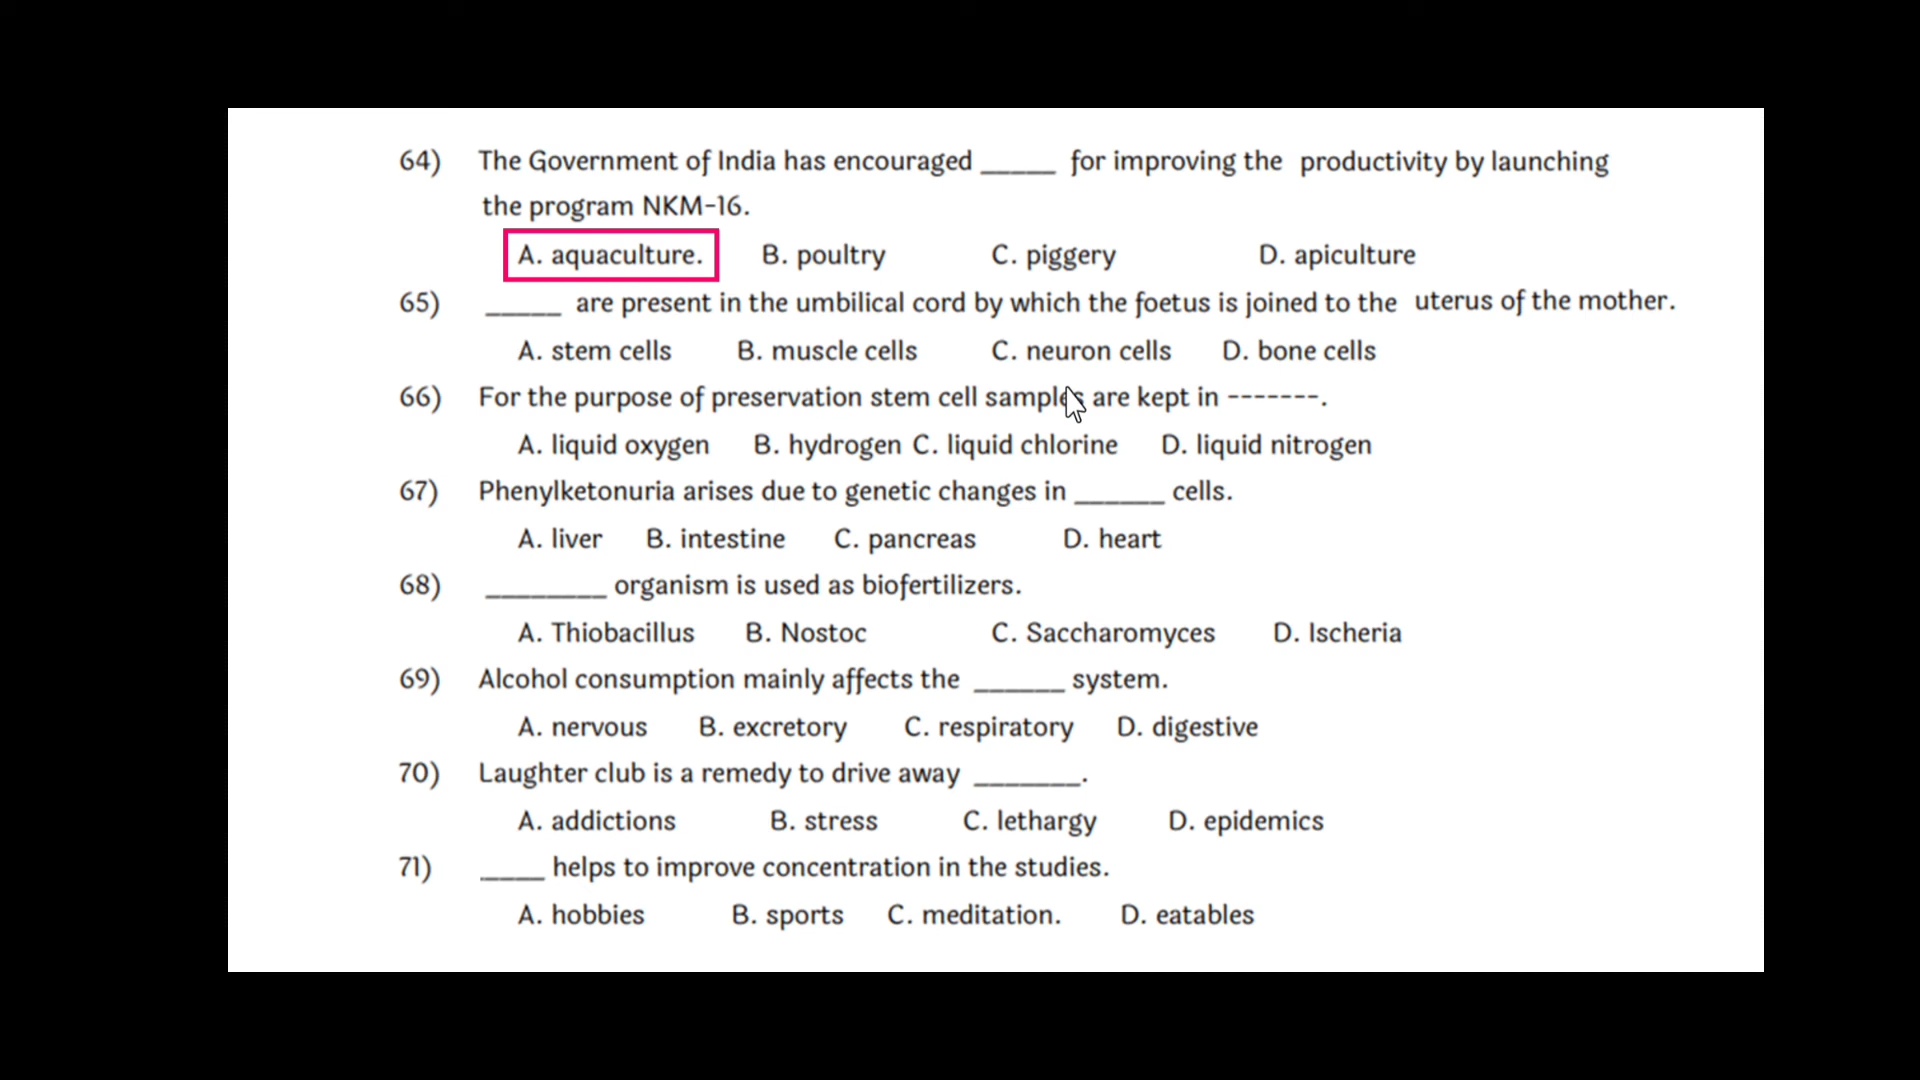 64) The Government of India has encouraged _____ for improving the productivity by launching
the program NKM-16.
A. aquaculture. B. poultry C. piggery D. apiculture
65) _____ are present in the umbilical cord by which the foetus is joined to the uterus of the mother.
A. stem cells B. muscle cells C. neuron cells D. bone cells
66) For the purpose of preservation stem cell samples are kept in -------.
A. liquid oxygen B. hydrogen C. liquid chlorine D. liquid nitrogen
67) Phenylketonuria arises due to genetic changes in ______ cells.
A. liver B. intestine C. pancreas D. heart
68) ________ organism is used as biofertilizers.
A. Thiobacillus B. Nostoc C. Saccharomyces D. Ischeria
69) Alcohol consumption mainly affects the ______ system.
A. nervous B. excretory C. respiratory D. digestive
70) Laughter club is a remedy to drive away _______.
A. addictions B. stress C. lethargy D. epidemics
71) ____ helps to improve concentration in the studies.
A. hobbies B. sports C. meditation. D. eatables